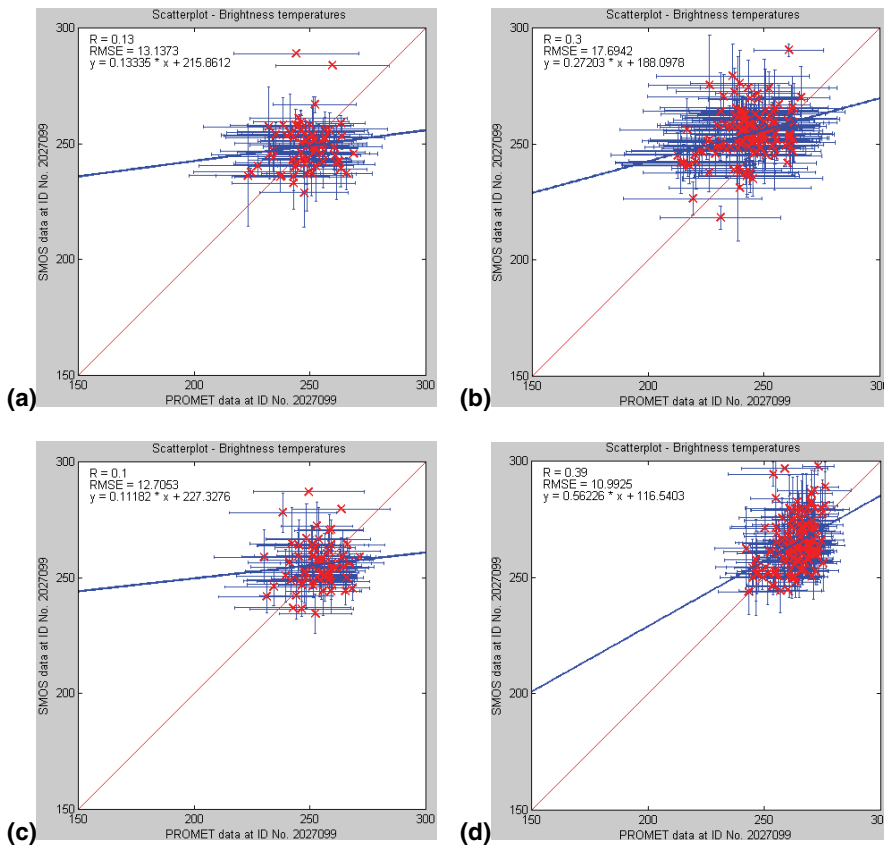 Scatterplot - Brightness temperatures
R = 0.13
RMSE = 13.1373
y = 0.13335 * x + 215.8612
300
250
200
150
SMOS data at ID No. 2027099
150 200 250 300
PROMET data at ID No. 2027099
(a)
Scatterplot - Brightness temperatures
R = 0.3
RMSE = 17.6942
y = 0.27203 * x + 188.0978
300
250
200
150
SMOS data at ID No. 2027099
150 200 250 300
PROMET data at ID No. 2027099
(b)
Scatterplot - Brightness temperatures
R = 0.1
RMSE = 12.7053
y = 0.11182 * x + 227.3276
300
250
200
150
SMOS data at ID No. 2027099
150 200 250 300
PROMET data at ID No. 2027099
(c)
Scatterplot - Brightness temperatures
R = 0.39
RMSE = 10.9925
y = 0.56226 * x + 116.5403
300
250
200
150
SMOS data at ID No. 2027099
150 200 250 300
PROMET data at ID No. 2027099
(d)